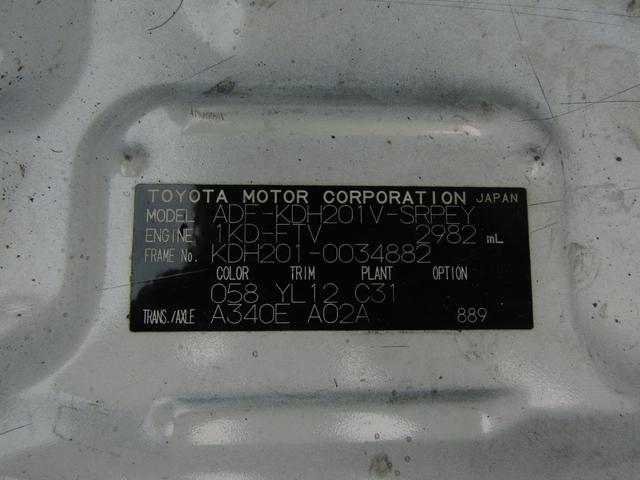 TOYOTA MOTOR CORPORATION JAPAN
MODEL ADF-KDH201V-SRPEY
ENGINE 1KD-FTV 2982 mL
FRAME No. KDH201-0034882
COLOR TRIM PLANT OPTION
058 YL12 C31
TRANS./AXLE A340E A02A 889